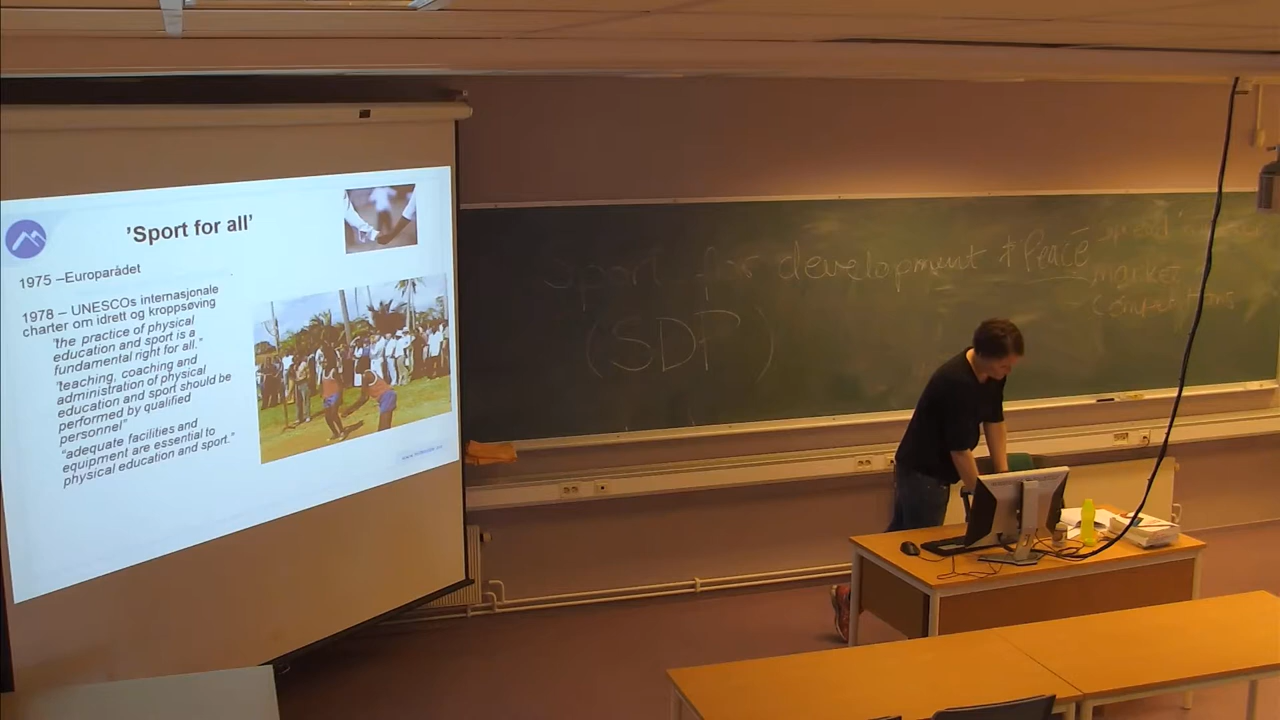 'Sport for all'
1975 –Europarådet
1978 – UNESCOs internasjonale
charter om idrett og kroppsøving
"the practice of physical
education and sport is a
fundamental right for all."
"teaching, coaching and
administration of physical
education and sport should be
performed by qualified
personnel"
"adequate facilities and
equipment are essential to
physical education and sport."
Sport for development + Peace
(SDP)
spread
market